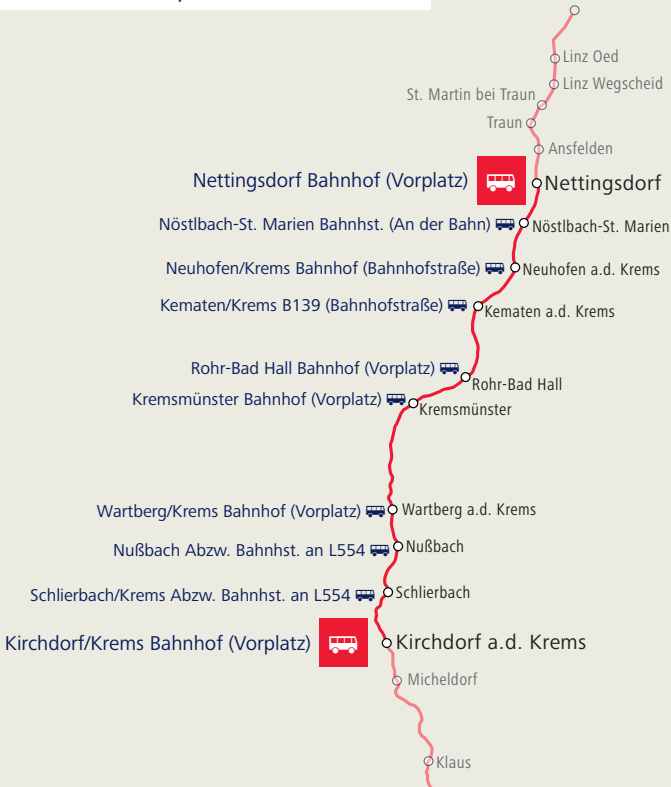 Linz Oed
Linz Wegscheid
St. Martin bei Traun
Traun
Ansfelden
Nettingsdorf Bahnhof (Vorplatz) Nettingsdorf
Nöstlbach-St. Marien Bahnhst. (An der Bahn) Nöstlbach-St. Marien
Neuhofen/Krems Bahnhof (Bahnhofstraße) Neuhofen a.d. Krems
Kematen/Krems B139 (Bahnhofstraße) Kematen a.d. Krems
Rohr-Bad Hall Bahnhof (Vorplatz) Rohr-Bad Hall
Kremsmünster Bahnhof (Vorplatz) Kremsmünster
Wartberg/Krems Bahnhof (Vorplatz) Wartberg a.d. Krems
Nußbach Abzw. Bahnhst. an L554 Nußbach
Schlierbach/Krems Abzw. Bahnhst. an L554 Schlierbach
Kirchdorf/Krems Bahnhof (Vorplatz) Kirchdorf a.d. Krems
Micheldorf
Klaus